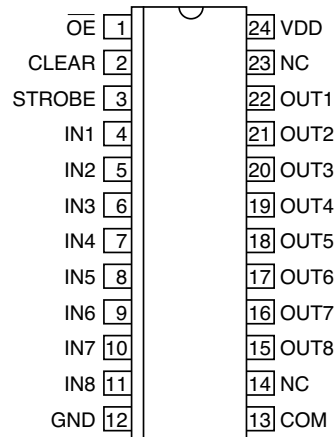 OE 1 24 VDD
CLEAR 2 23 NC
STROBE 3 22 OUT1
IN1 4 21 OUT2
IN2 5 20 OUT3
IN3 6 19 OUT4
IN4 7 18 OUT5
IN5 8 17 OUT6
IN6 9 16 OUT7
IN7 10 15 OUT8
IN8 11 14 NC
GND 12 13 COM